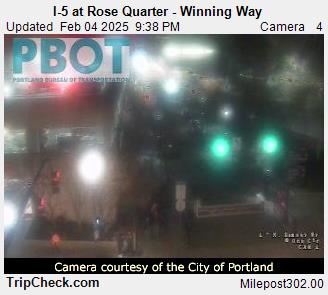 I-5 at Rose Quarter - Winning Way
Updated Feb 04 2025 9:38 PM Camera 4
PBOT
PORTLAND BUREAU OF TRANSPORTATION
Camera courtesy of the City of Portland
TripCheck.com Milepost302.00